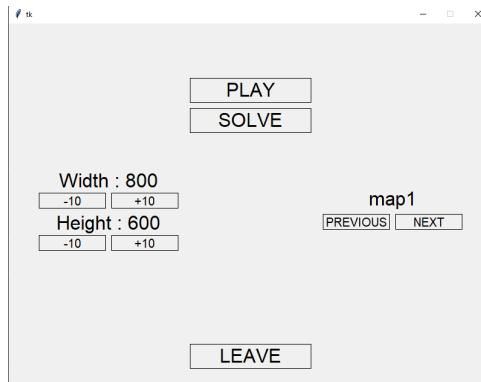 tk
PLAY
SOLVE
Width : 800
-10 +10
Height : 600
-10 +10
map1
PREVIOUS NEXT
LEAVE